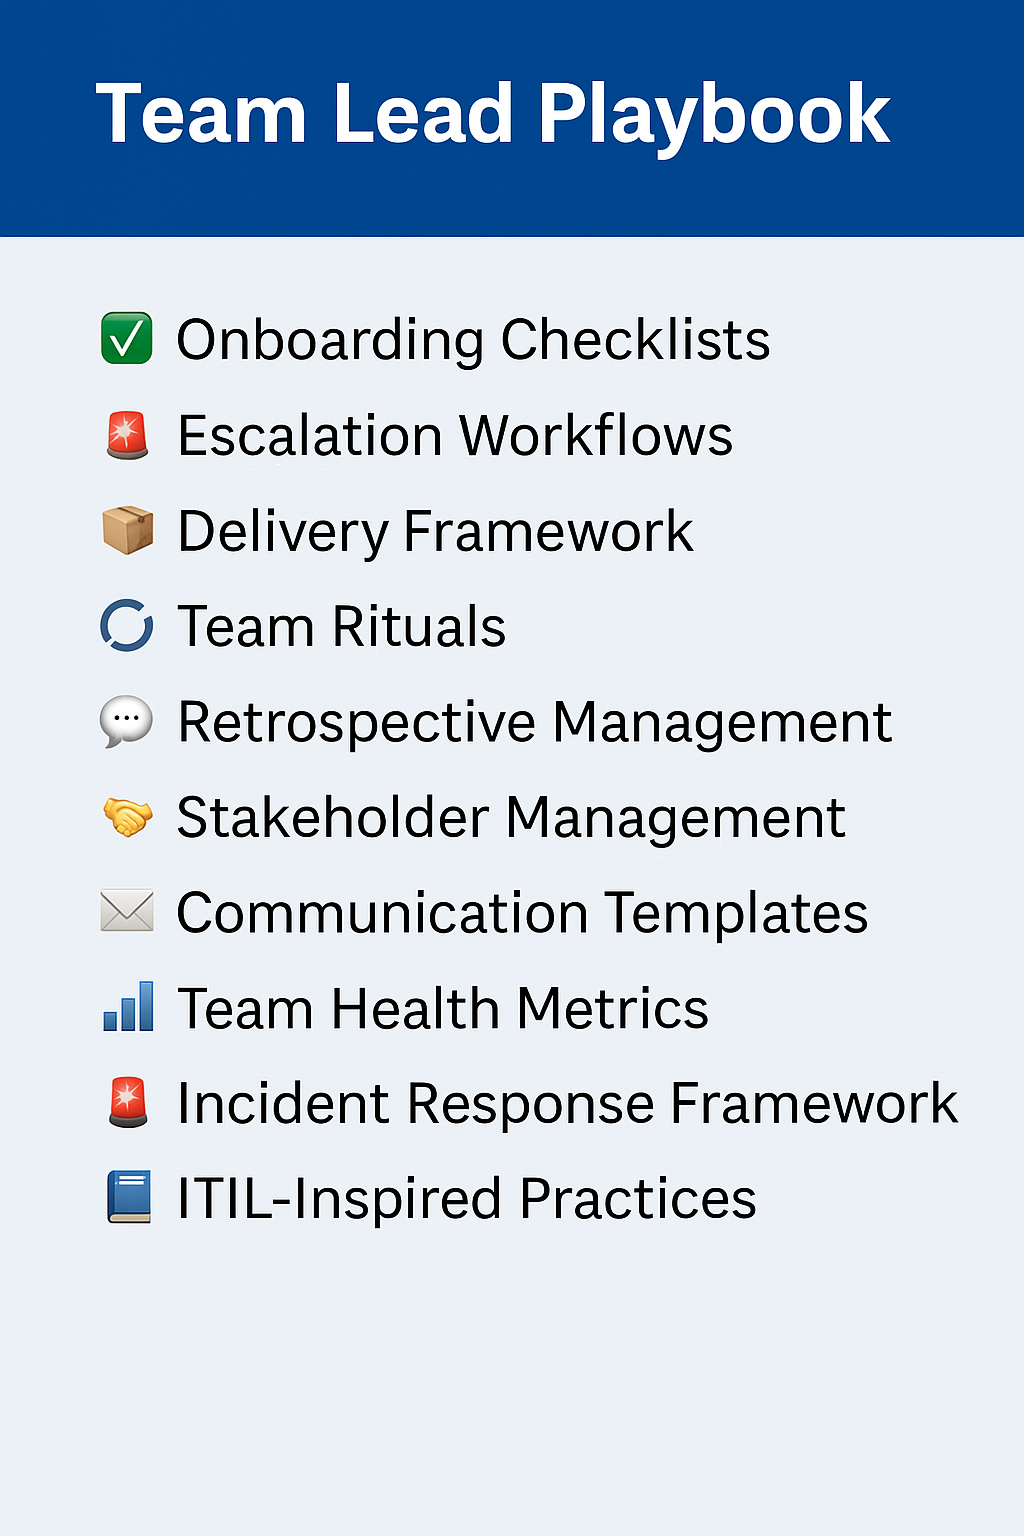 Team Lead Playbook
Onboarding Checklists
Escalation Workflows
Delivery Framework
Team Rituals
Retrospective Management
Stakeholder Management
Communication Templates
Team Health Metrics
Incident Response Framework
ITIL-Inspired Practices